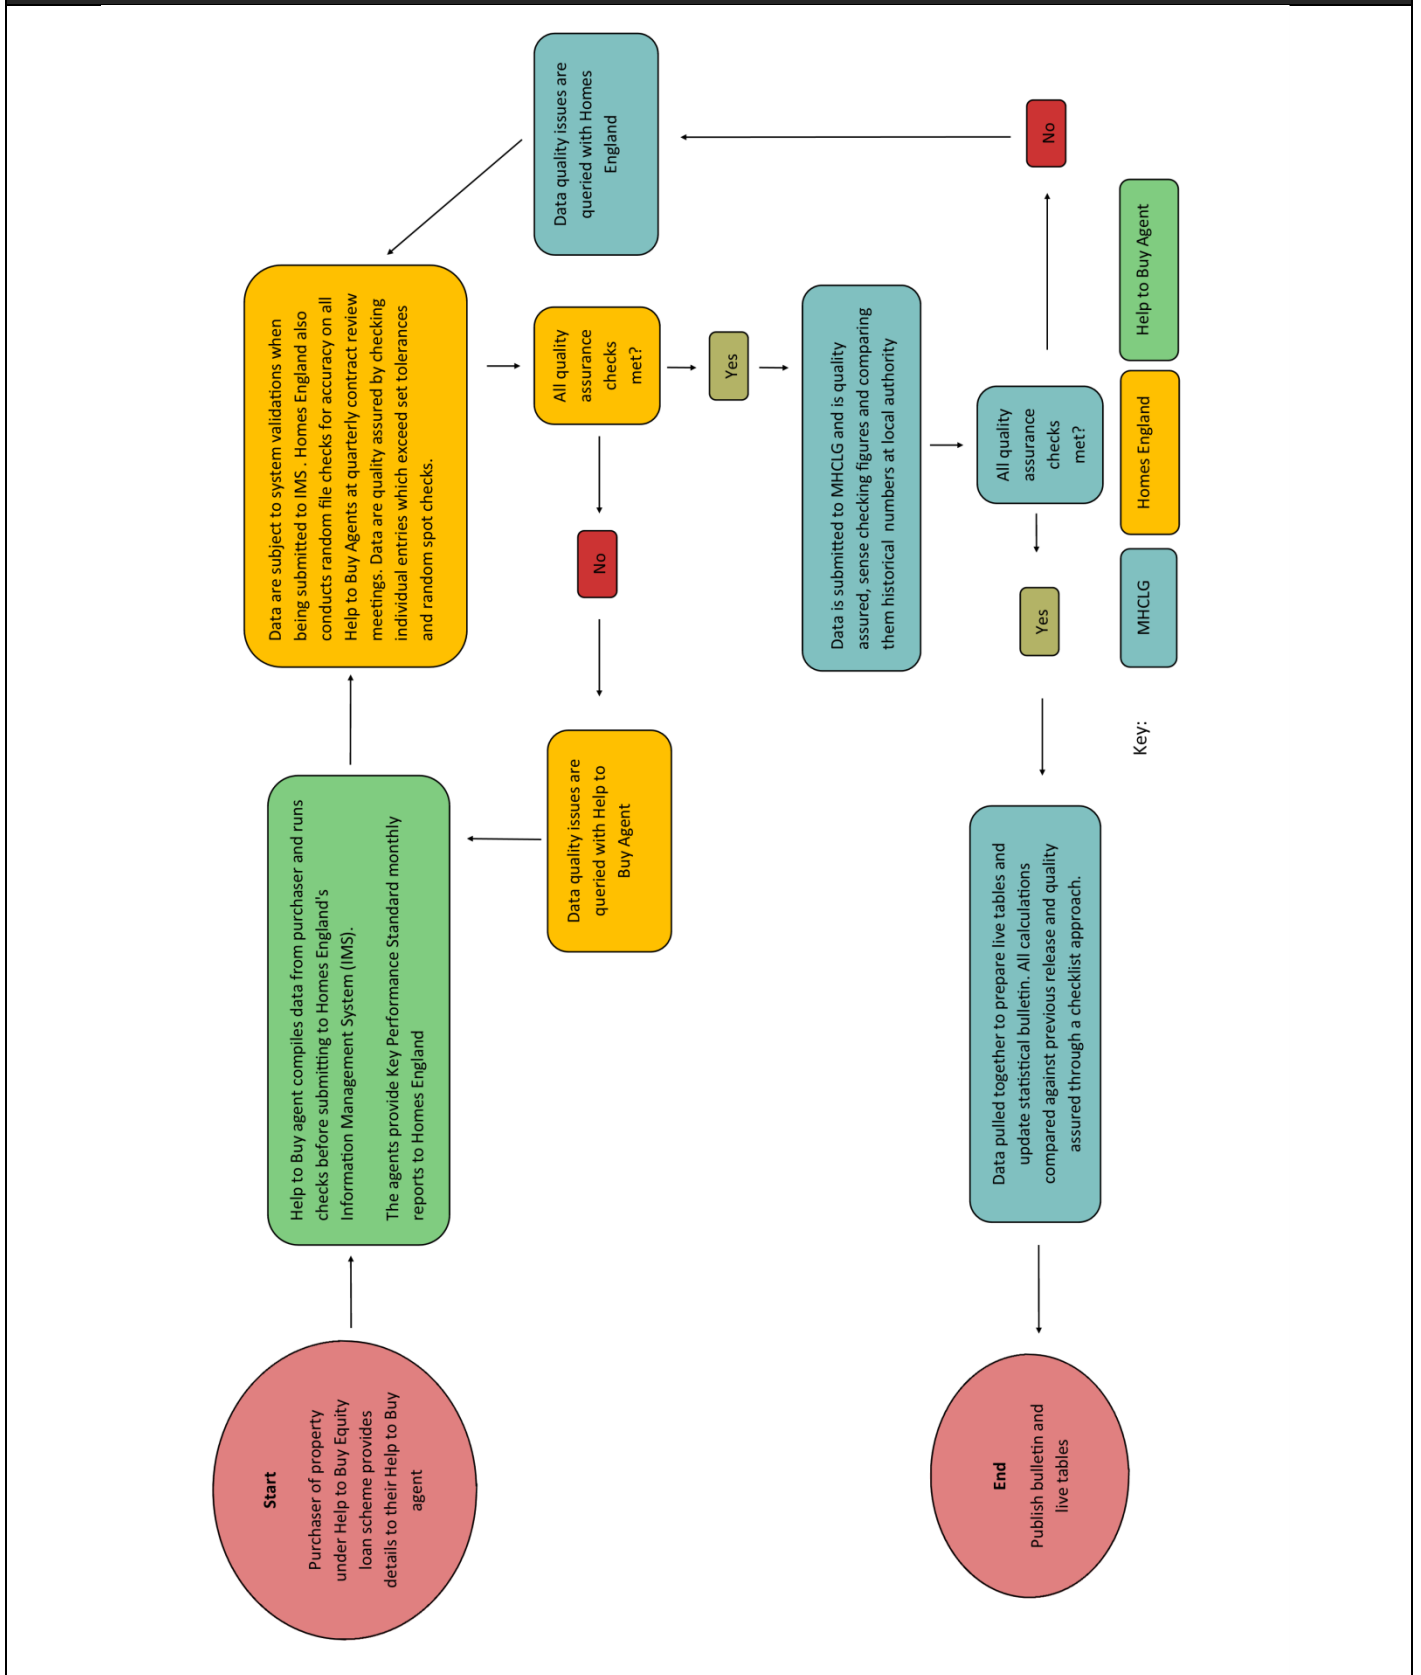 Start
Purchaser of property
under Help to Buy Equity
loan scheme provides
details to their Help to Buy
agent
Help to Buy agent compiles data from purchaser and runs
checks before submitting to Homes England's
Information Management System (IMS).
The agents provide Key Performance Standard monthly
reports to Homes England
Data are subject to system validations when
being submitted to IMS . Homes England also
conducts random file checks for accuracy on all
Help to Buy Agents at quarterly contract review
meetings. Data are quality assured by checking
individual entries which exceed set tolerances
and random spot checks.
Data quality issues are
queried with Help to
Buy Agent
No
All quality
assurance
checks
met?
Data quality issues are
queried with Homes
England
Yes
Data is submitted to MHCLG and is quality
assured, sense checking figures and comparing
them historical numbers at local authority
End
Publish bulletin and
live tables
Data pulled together to prepare live tables and
update statistical bulletin. All calculations
compared against previous release and quality
assured through a checklist approach.
Yes
All quality
assurance
checks
met?
No
Key:
MHCLG
Homes England
Help to Buy Agent